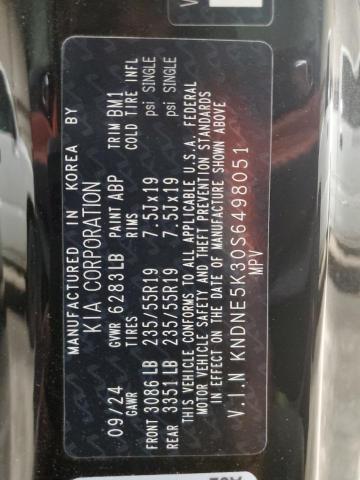 MANUFACTURED IN KOREA BY
KIA CORPORATION
09/24 GVWR 6283LB PAINT ABP TRIM BM1
GAWR TIRES RIMS COLD TIRE INFL
FRONT 3086 LB 235/55R19 7.5Jx19 psi SINGLE
REAR 3351 LB 235/55R19 7.5Jx19 psi SINGLE
THIS VEHICLE CONFORMS TO ALL APPLICABLE U.S.A. FEDERAL
MOTOR VEHICLE SAFETY AND THEFT PREVENTION STANDARDS
IN EFFECT ON THE DATE OF MANUFACTURE SHOWN ABOVE
V.I.N KNDNE5K30S6498051
MPV